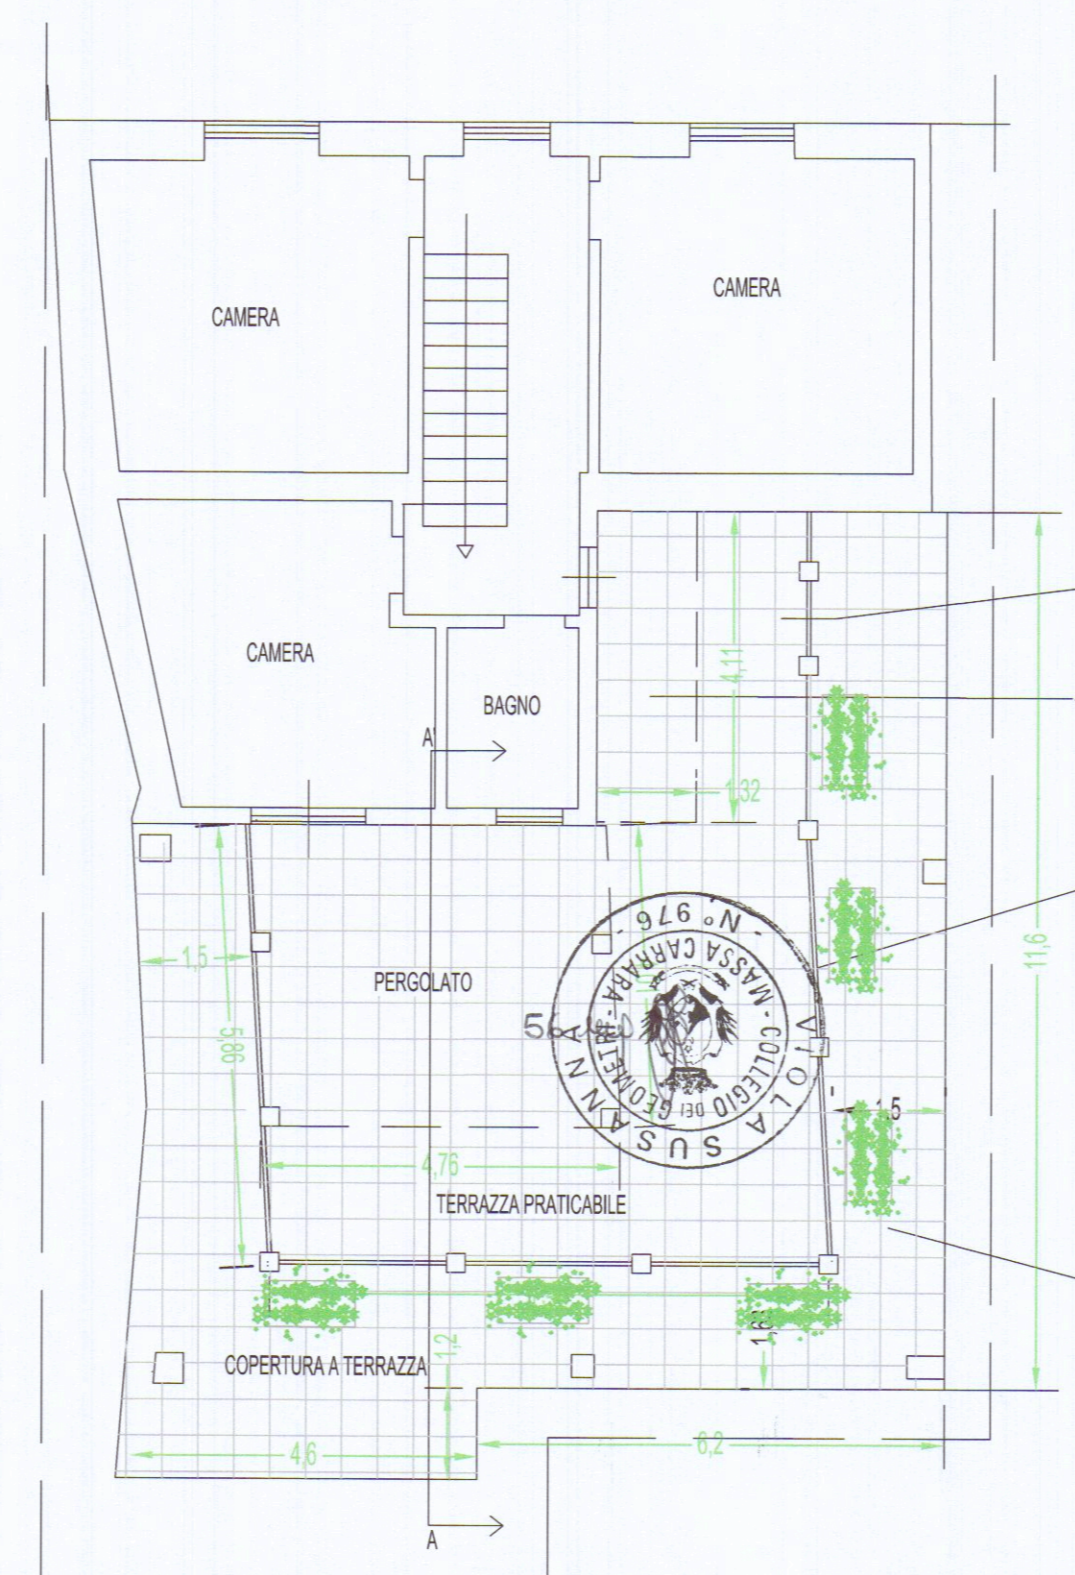 CAMERA
CAMERA
CAMERA
BAGNO
A'
4,11
1,32
11,6
1,5
5,86
PERGOLATO
- N° 976 -
COLLEGIO DEI GEOMETRI - MASSA CARRARA -
VIOLA SUSANNA
1,5
4,76
TERRAZZA PRATICABILE
COPERTURA A TERRAZZA
1,2
4,6
6,2
A